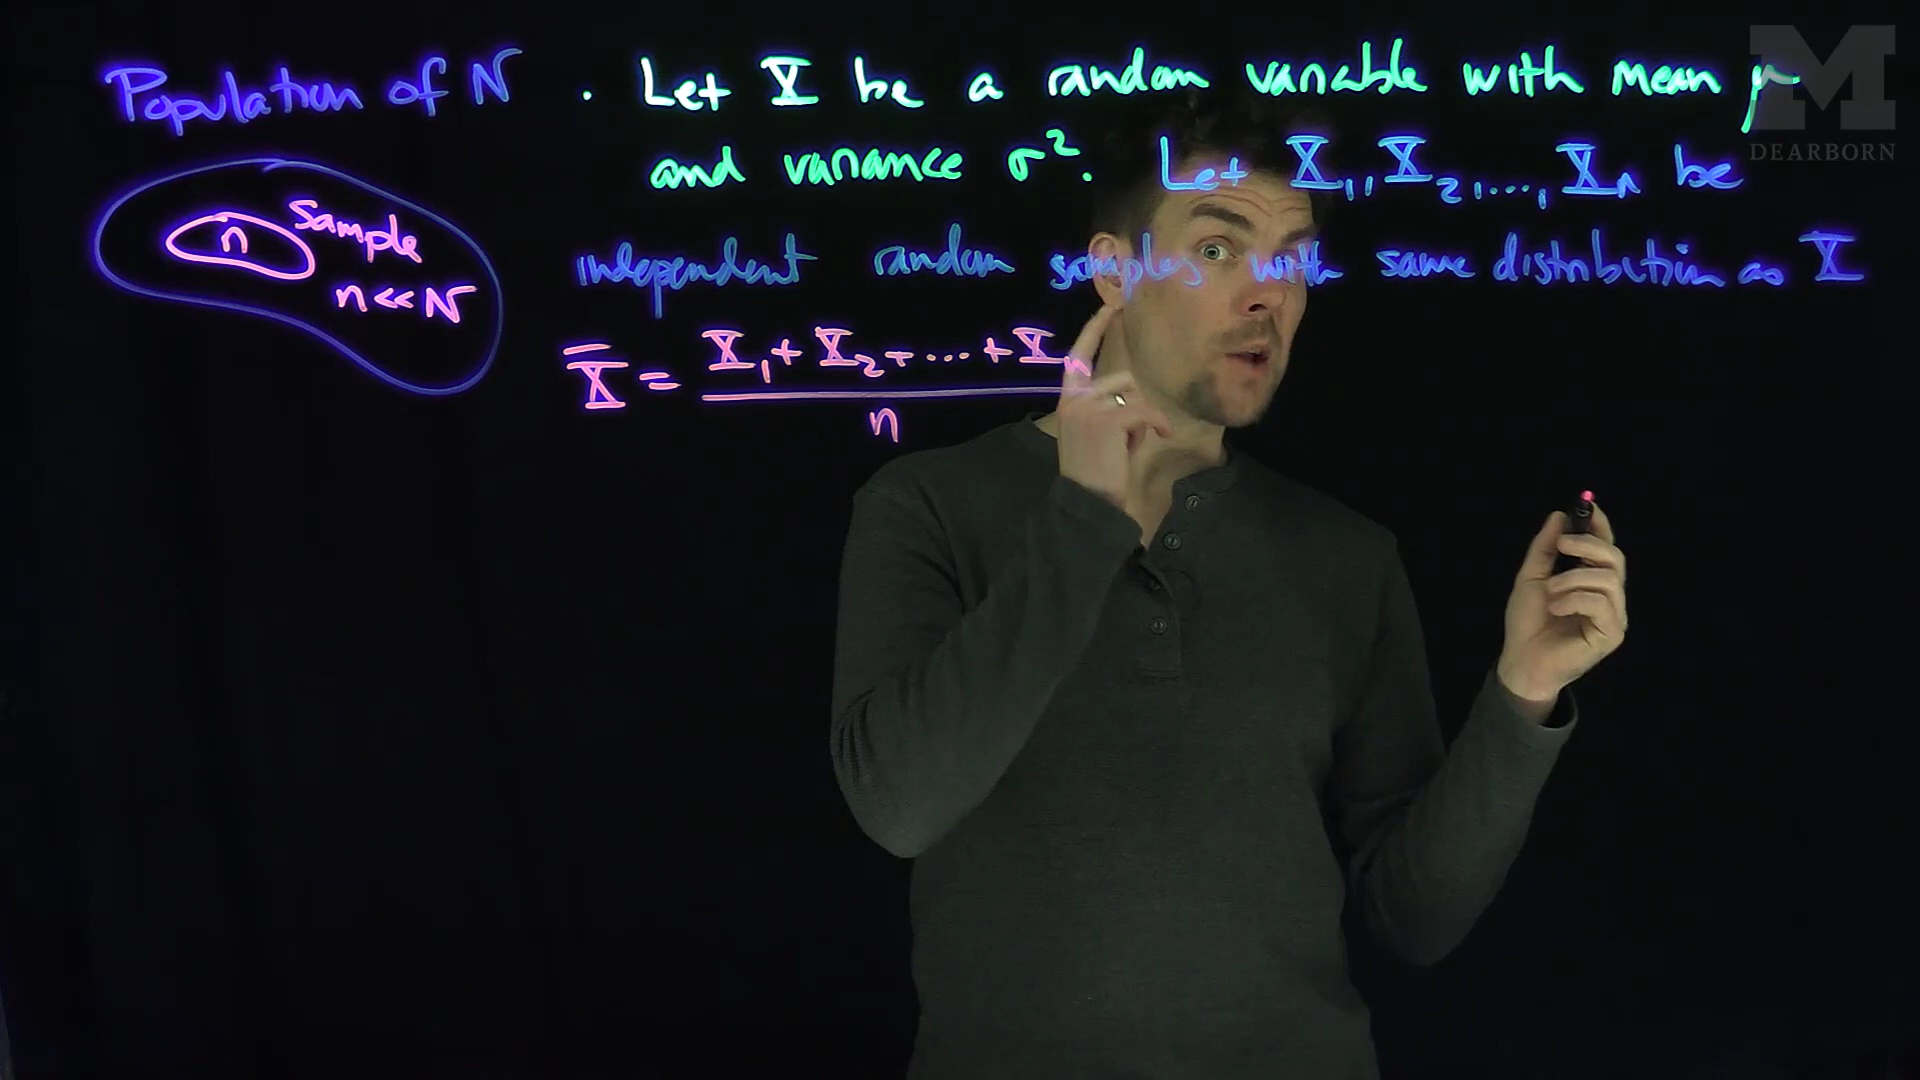 Population of N
n sample
n << N
. Let X be a random variable with mean μ
and variance σ². Let X₁, X₂, ..., Xₙ be
independent random samples with same distribution as X
X̄ = X₁ + X₂ + ... + Xₙ
n
M
DEARBORN